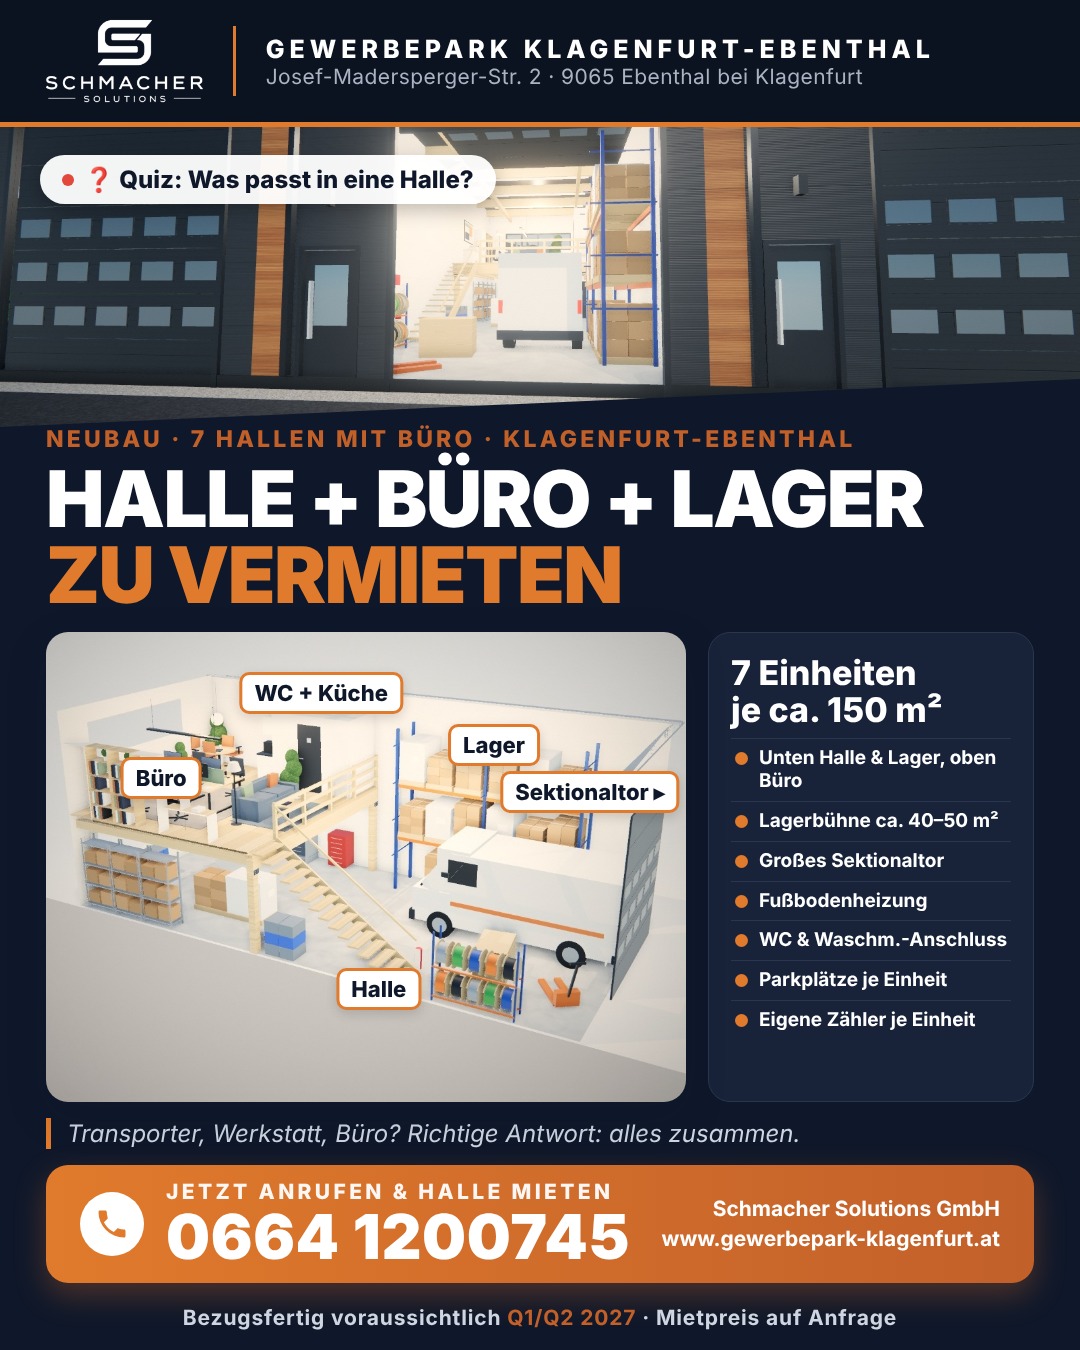 SCHMACHER
SOLUTIONS
GEWERBEPARK KLAGENFURT-EBENTHAL
Josef-Madersperger-Str. 2 · 9065 Ebenthal bei Klagenfurt
❓ Quiz: Was passt in eine Halle?
NEUBAU · 7 HALLEN MIT BÜRO · KLAGENFURT-EBENTHAL
HALLE + BÜRO + LAGER
ZU VERMIETEN
WC + Küche
Lager
Büro
Sektionaltor ▸
Halle
7 Einheiten
je ca. 150 m²
Unten Halle & Lager, oben
Büro
Lagerbühne ca. 40–50 m²
Großes Sektionaltor
Fußbodenheizung
WC & Waschm.-Anschluss
Parkplätze je Einheit
Eigene Zähler je Einheit
Transporter, Werkstatt, Büro? Richtige Antwort: alles zusammen.
JETZT ANRUFEN & HALLE MIETEN
0664 1200745
Schmacher Solutions GmbH
www.gewerbepark-klagenfurt.at
Bezugsfertig voraussichtlich Q1/Q2 2027 · Mietpreis auf Anfrage